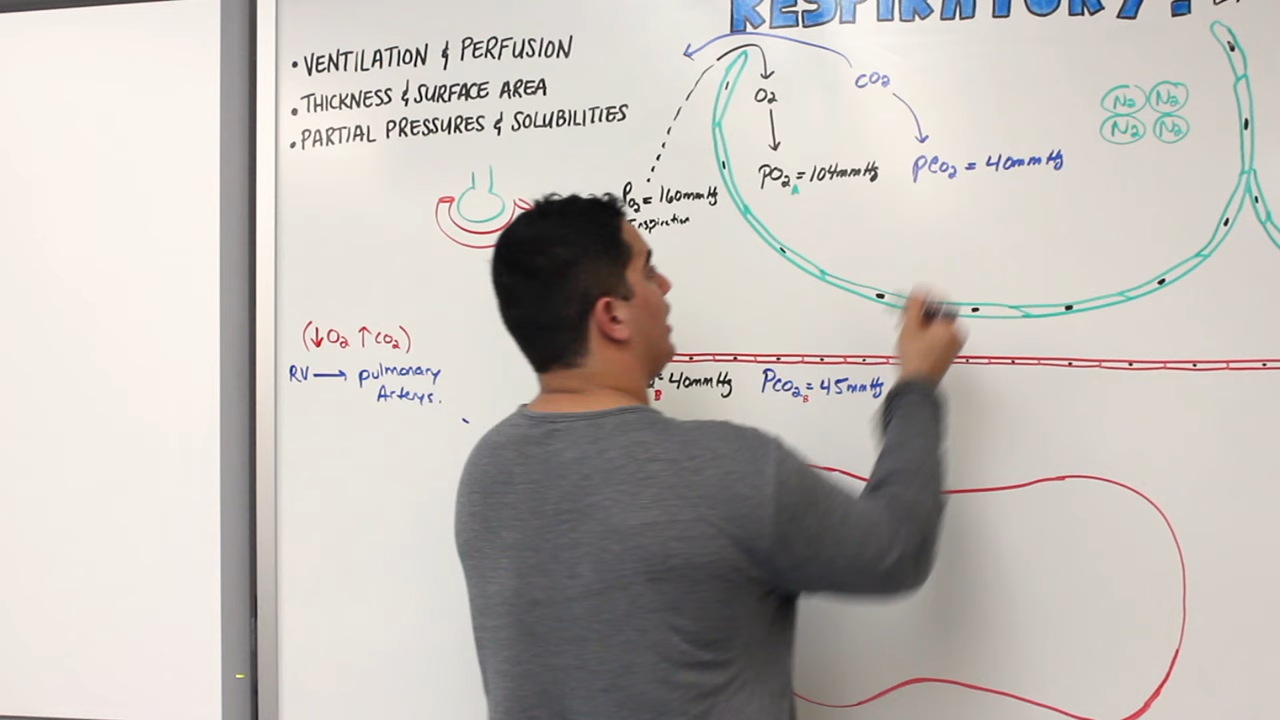 RESPIRATORY:
• VENTILATION & PERFUSION
• THICKNESS & SURFACE AREA
• PARTIAL PRESSURES & SOLUBILITIES
O2
CO2
N2 N2
N2 N2
PO2 = 104mmHg
A
PCO2 = 40mmHg
PO2 = 160mmHg
Inspiration
(↓O2 ↑CO2)
RV → pulmonary
Arterys.
2 = 40mmHg
B
PCO2 = 45mmHg
B